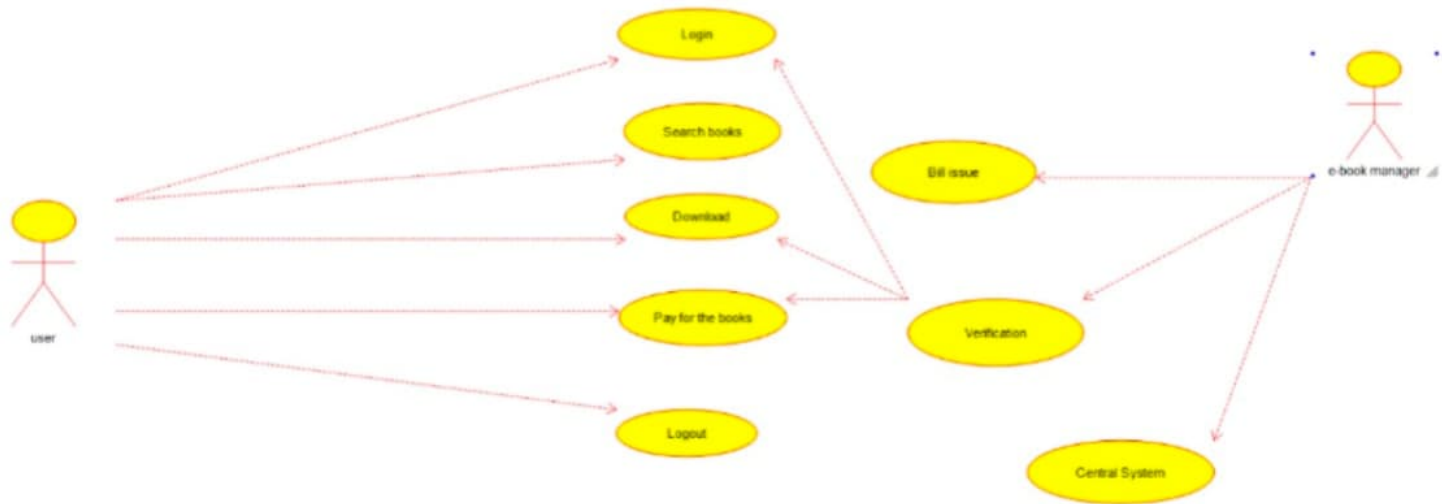 Login
Search books
Bill issue
e-book manager
Download
Pay for the books
Verification
user
Logout
Central System